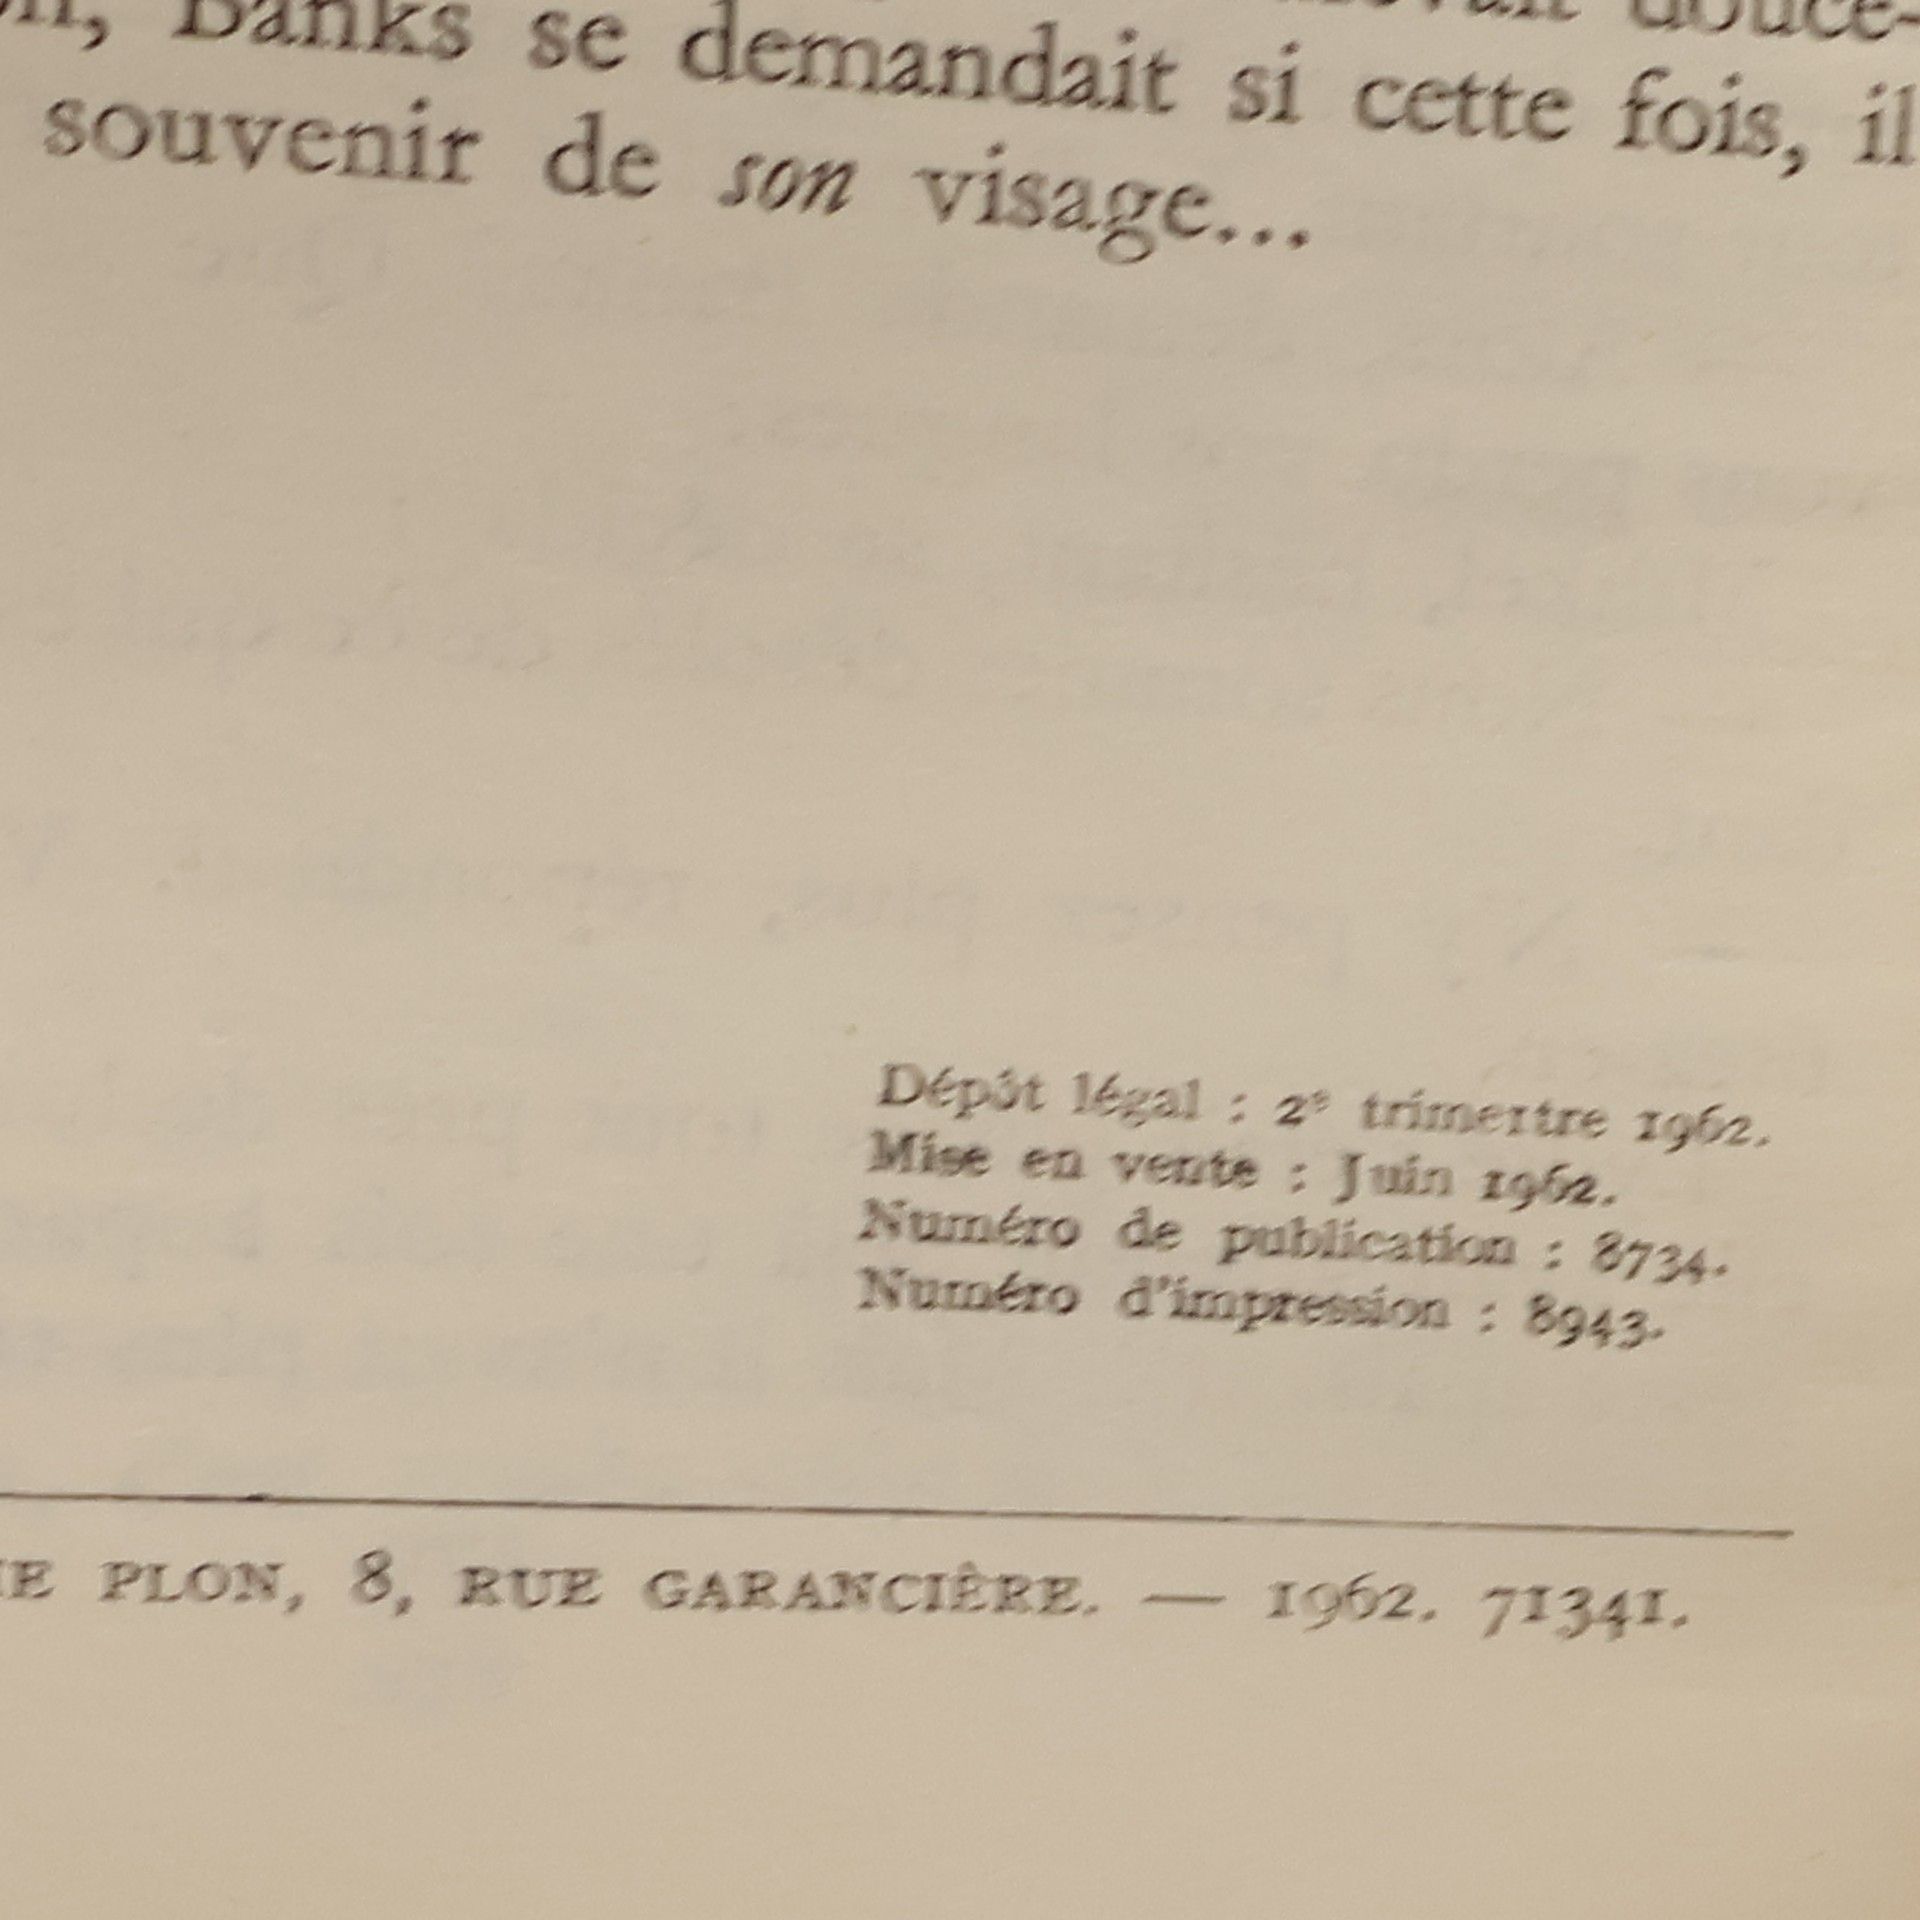 Banks se demandait si cette fois, il
souvenir de son visage...
Dépôt légal : 2e trimestre 1962.
Mise en vente : Juin 1962.
Numéro de publication : 8734.
Numéro d'impression : 8943.
PLON, 8, RUE GARANCIÈRE. — 1962. 71341.